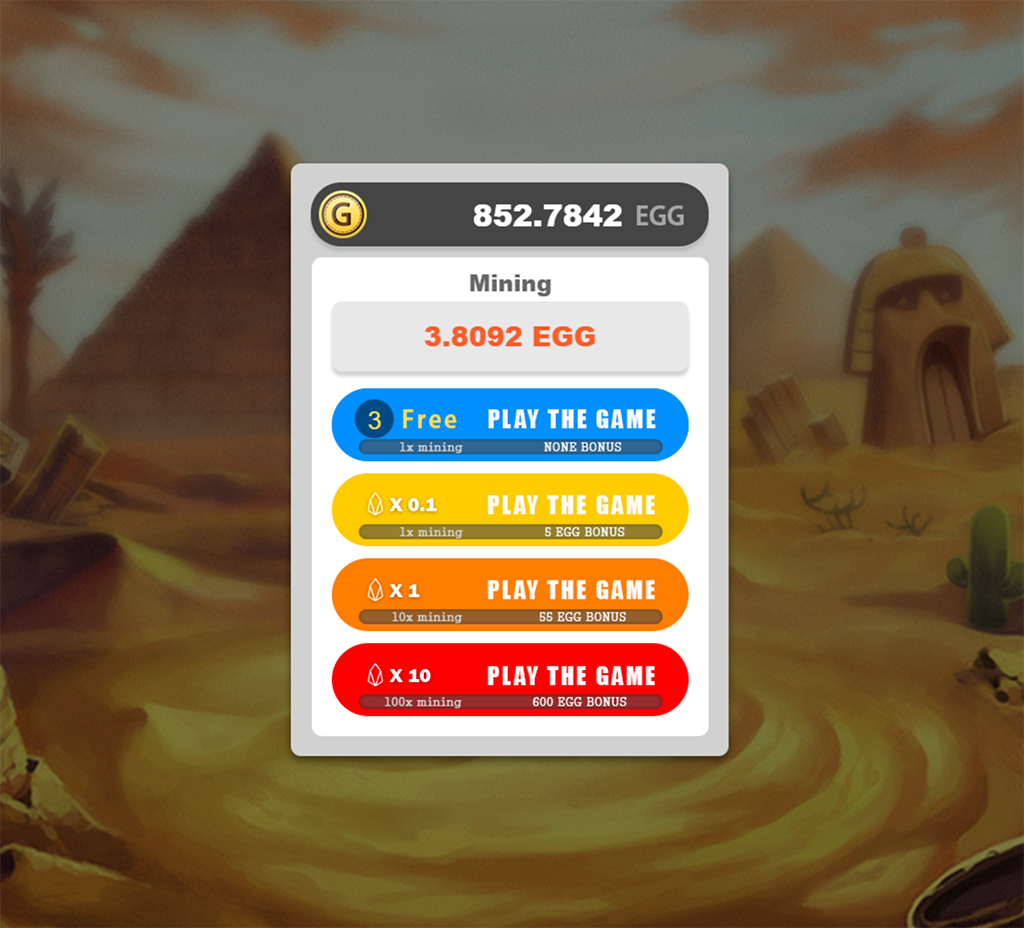 G 852.7842 EGG
Mining
3.8092 EGG
3 Free PLAY THE GAME
1x mining NONE BONUS
X 0.1 PLAY THE GAME
1x mining 5 EGG BONUS
X 1 PLAY THE GAME
10x mining 55 EGG BONUS
X 10 PLAY THE GAME
100x mining 600 EGG BONUS